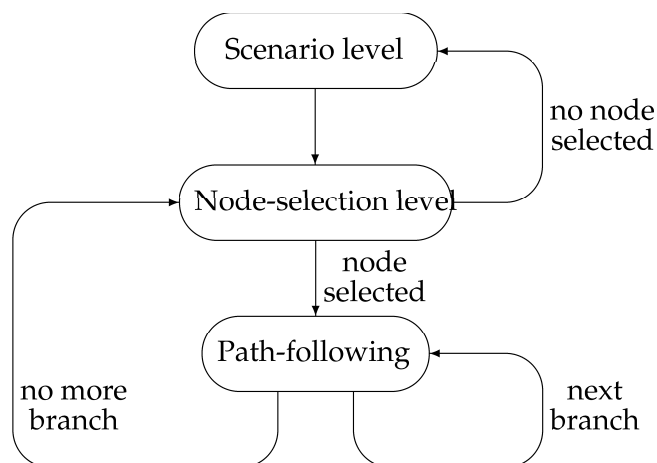 Scenario level
no node
selected
Node-selection level
node
selected
Path-following
no more
branch
next
branch